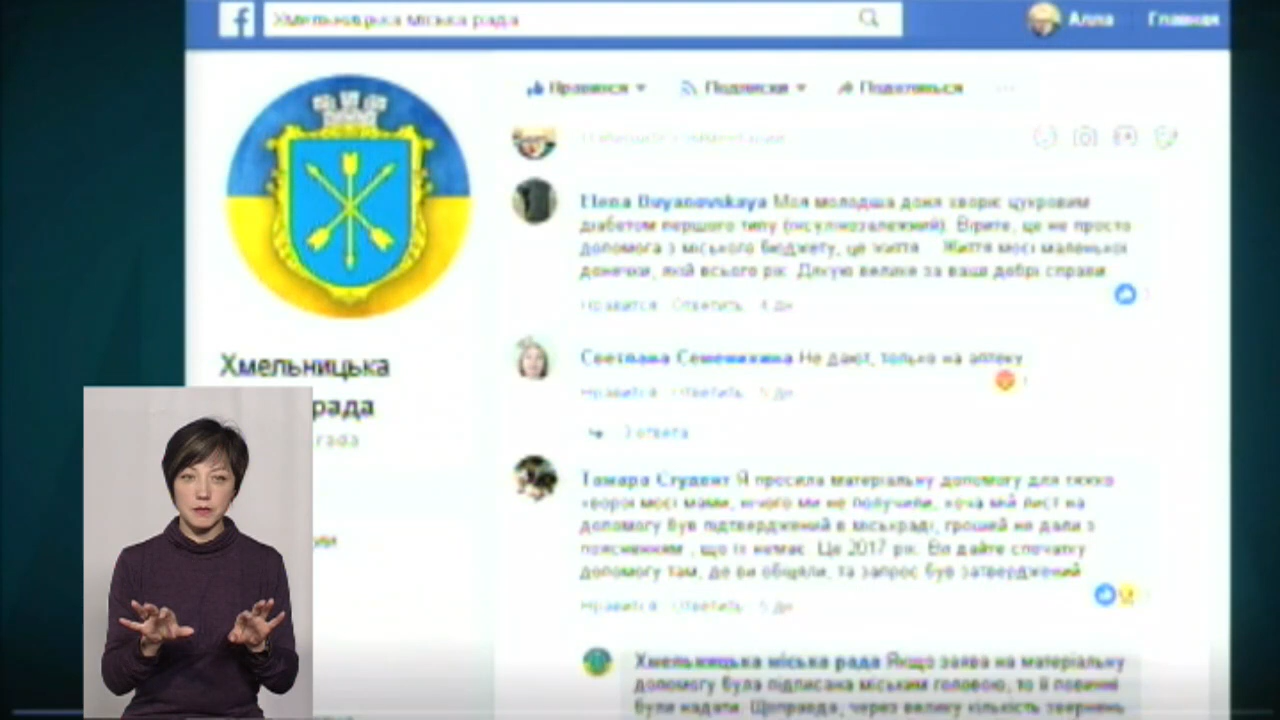 Хмельницька міська рада
Алла
Главная
Нравится
Подписки
Поделиться
Хмельницька
рада
Elena Duyanovskaya Моя молодша доня хворіє цукровим
діабетом першого типу (інсулінозалежний). Вірите, це не просто
допомога з міського бюджету, це життя Життя моєї маленької
донечки, якій всього рік. Дякую велике за ваші добрі справи
Нравится Ответить 4 дн
Светлана Семенихина Не дают, только на аптеку
Нравится Ответить 5 дн
3 ответа
Тамара Студент Я просила матеріальну допомогу для тяжко
хворої моєї мами, нічого ми не получили, хоча мій лист на
допомогу був підтверджений в міськраді, грошей не дали з
поясненням , що їх немає. Це 2017 рік. Ви дайте спочатку
допомогу там, де ви обіцяли, та запрос був затверджений
Нравится Ответить 5 дн
Хмельницька міська рада Якщо заява на матеріальну
допомогу була підписана міським головою, то її повинні
були надати. Щоправда, через велику кількість звернень